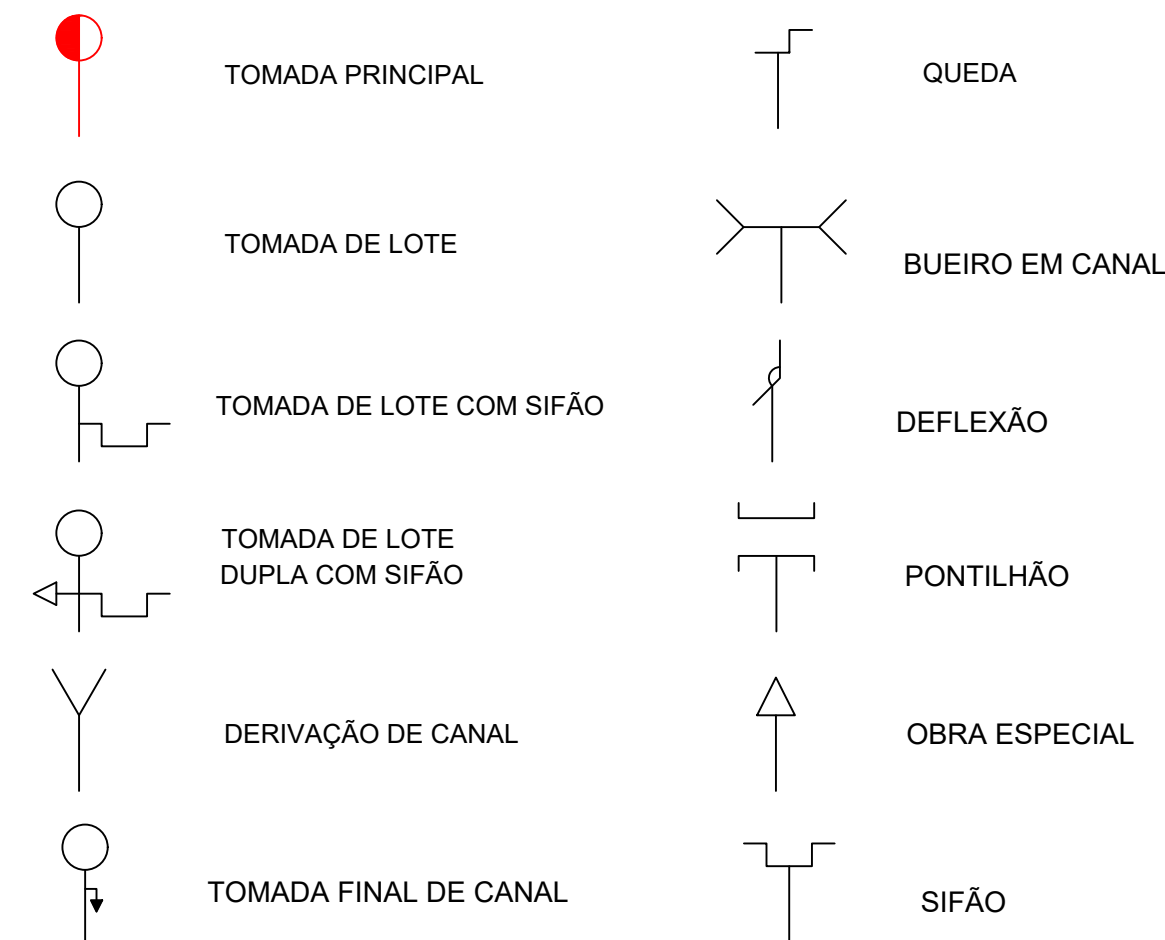 TOMADA PRINCIPAL
TOMADA DE LOTE
TOMADA DE LOTE COM SIFÃO
TOMADA DE LOTE
DUPLA COM SIFÃO
DERIVAÇÃO DE CANAL
TOMADA FINAL DE CANAL
QUEDA
BUEIRO EM CANAL
DEFLEXÃO
PONTILHÃO
OBRA ESPECIAL
SIFÃO